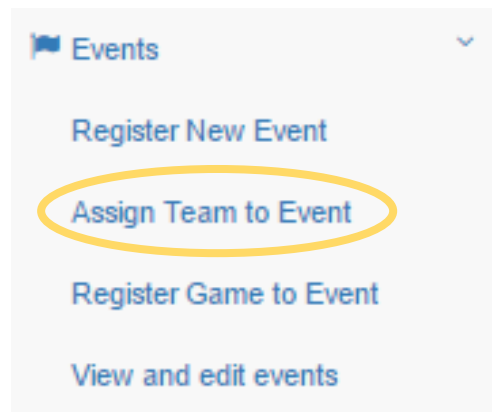 Events
Register New Event
Assign Team to Event
Register Game to Event
View and edit events